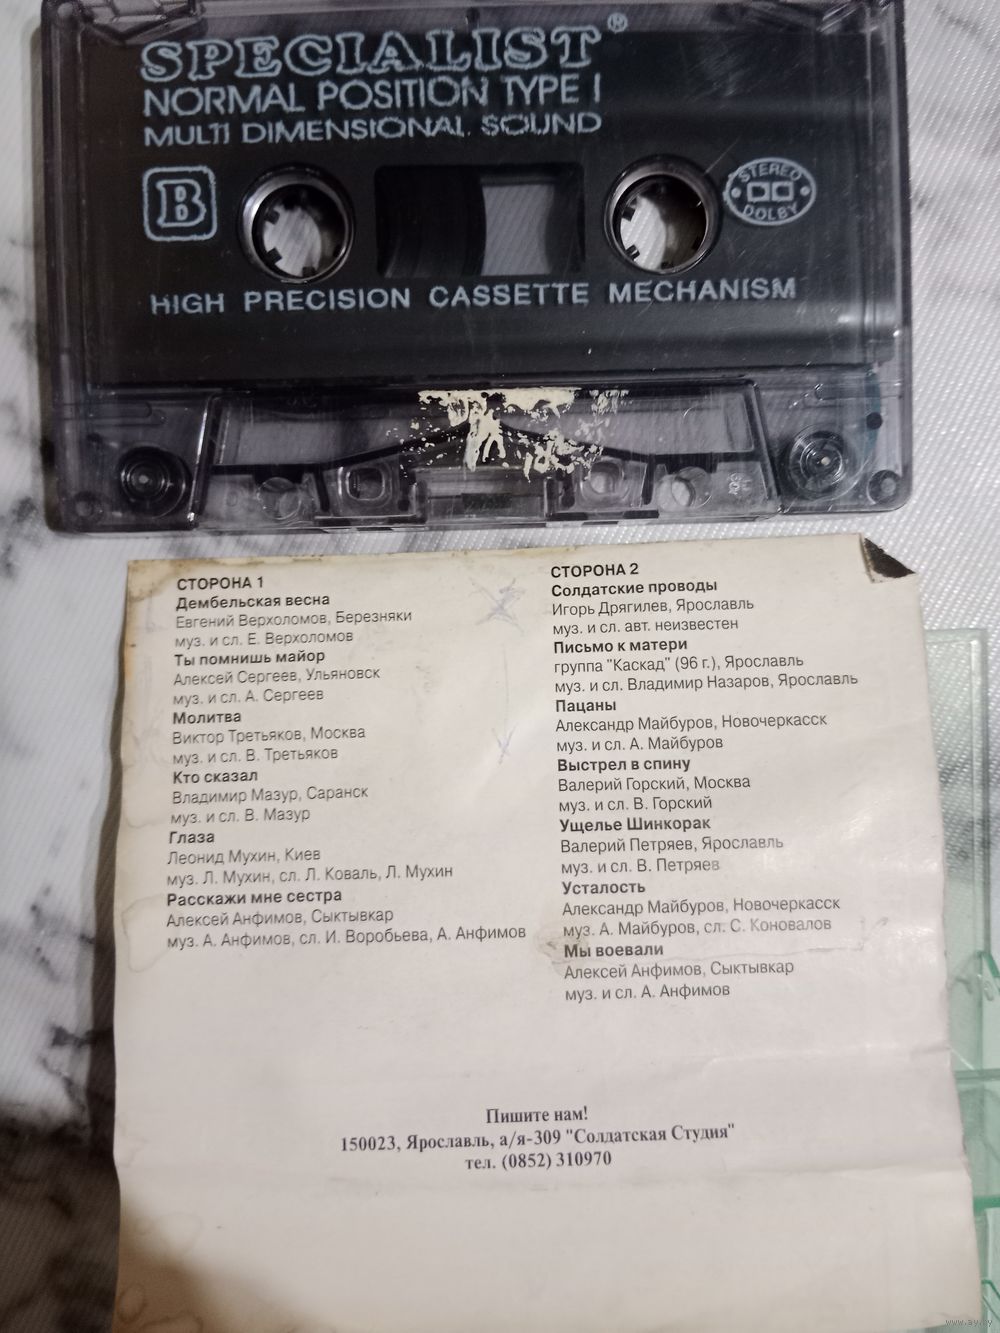 SPECIALIST®
NORMAL POSITION TYPE I
MULTI DIMENSIONAL SOUND
B
STEREO
DOLBY
HIGH PRECISION CASSETTE MECHANISM
СТОРОНА 1
Дембельская весна
Евгений Верхоломов, Березняки
муз. и сл. Е. Верхоломов
Ты помнишь майор
Алексей Сергеев, Ульяновск
муз. и сл. А. Сергеев
Молитва
Виктор Третьяков, Москва
муз. и сл. В. Третьяков
Кто сказал
Владимир Мазур, Саранск
муз. и сл. В. Мазур
Глаза
Леонид Мухин, Киев
муз. Л. Мухин, сл. Л. Коваль, Л. Мухин
Расскажи мне сестра
Алексей Анфимов, Сыктывкар
муз. А. Анфимов, сл. И. Воробьева, А. Анфимов
СТОРОНА 2
Солдатские проводы
Игорь Дрягилев, Ярославль
муз. и сл. авт. неизвестен
Письмо к матери
группа "Каскад" (96 г.), Ярославль
муз. и сл. Владимир Назаров, Ярославль
Пацаны
Александр Майбуров, Новочеркасск
муз. и сл. А. Майбуров
Выстрел в спину
Валерий Горский, Москва
муз. и сл. В. Горский
Ущелье Шинкорак
Валерий Петряев, Ярославль
муз. и сл. В. Петряев
Усталость
Александр Майбуров, Новочеркасск
муз. А. Майбуров, сл. С. Коновалов
Мы воевали
Алексей Анфимов, Сыктывкар
муз. и сл. А. Анфимов
Пишите нам!
150023, Ярославль, а/я-309 "Солдатская Студия"
тел. (0852) 310970
www.ay.by